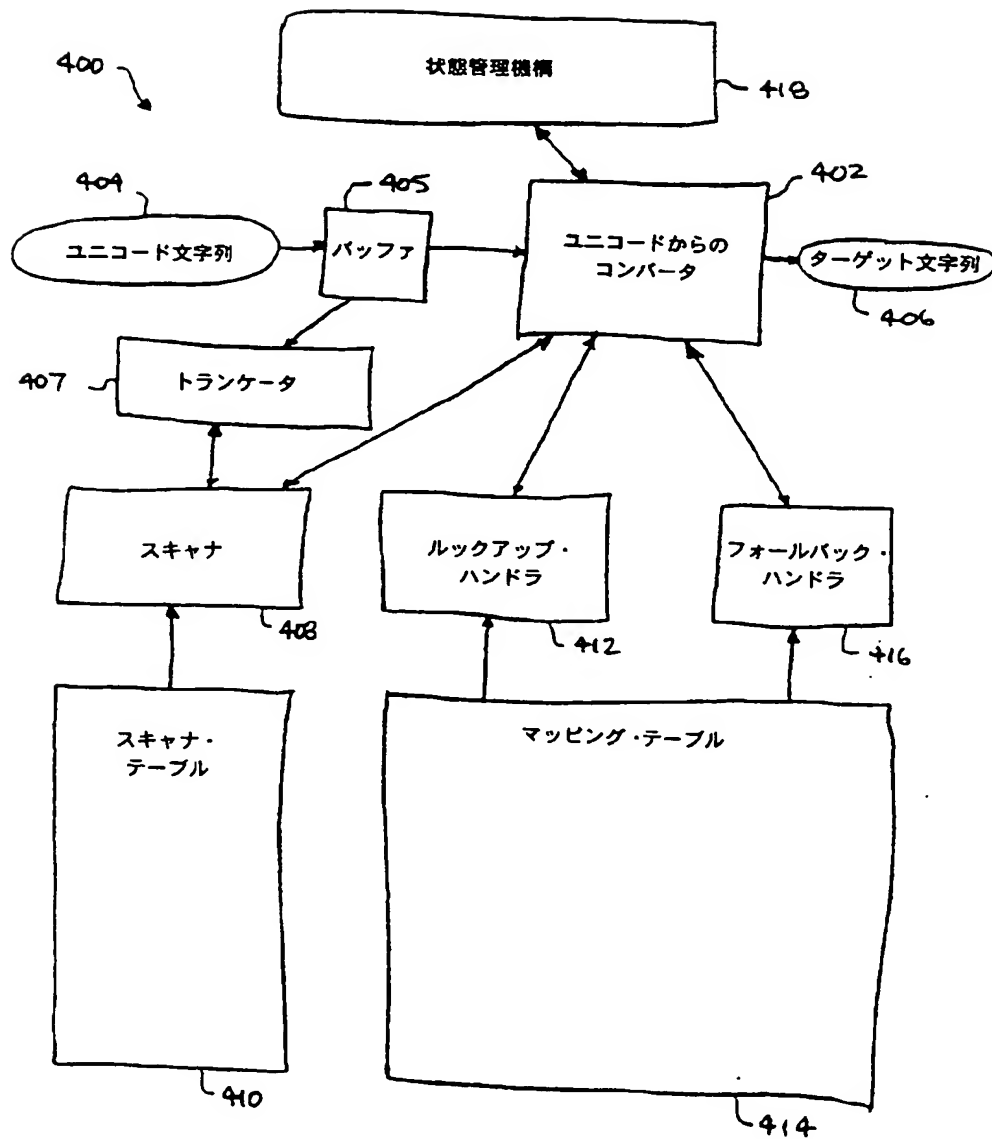 400
状態管理機構
418
404
405
402
ユニコード文字列
バッファ
ユニコードからの
コンバータ
ターゲット文字列
406
407
トランケータ
スキャナ
408
ルックアップ・
ハンドラ
412
フォールバック・
ハンドラ
416
スキャナ・
テーブル
410
マッピング・テーブル
414